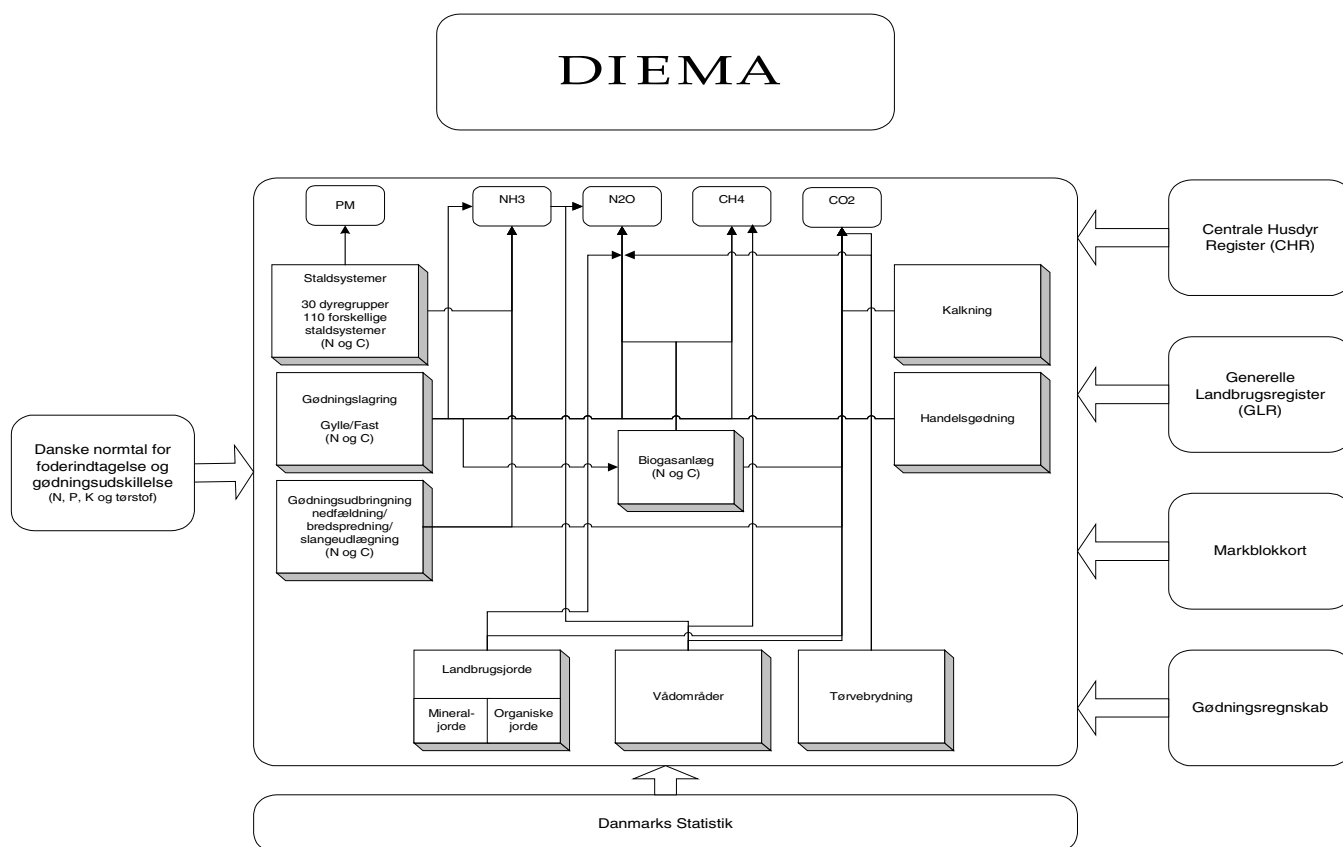 DIEMA
PM
NH3
N2O
CH4
CO2
Staldsystemer
30 dyregrupper
110 forskellige
staldsystemer
(N og C)
Kalkning
Gødningslagring
Gylle/Fast
(N og C)
Handelsgødning
Biogasanlæg
(N og C)
Gødningsudbringning
nedfældning/
bredspredning/
slangeudlægning
(N og C)
Landbrugsjorde
Mineral-
jorde
Organiske
jorde
Vådområder
Tørvebrydning
Danske normtal for
foderindtagelse og
gødningsudskillelse
(N, P, K og tørstof)
Centrale Husdyr
Register (CHR)
Generelle
Landbrugsregister
(GLR)
Markblokkort
Gødningsregnskab
Danmarks Statistik